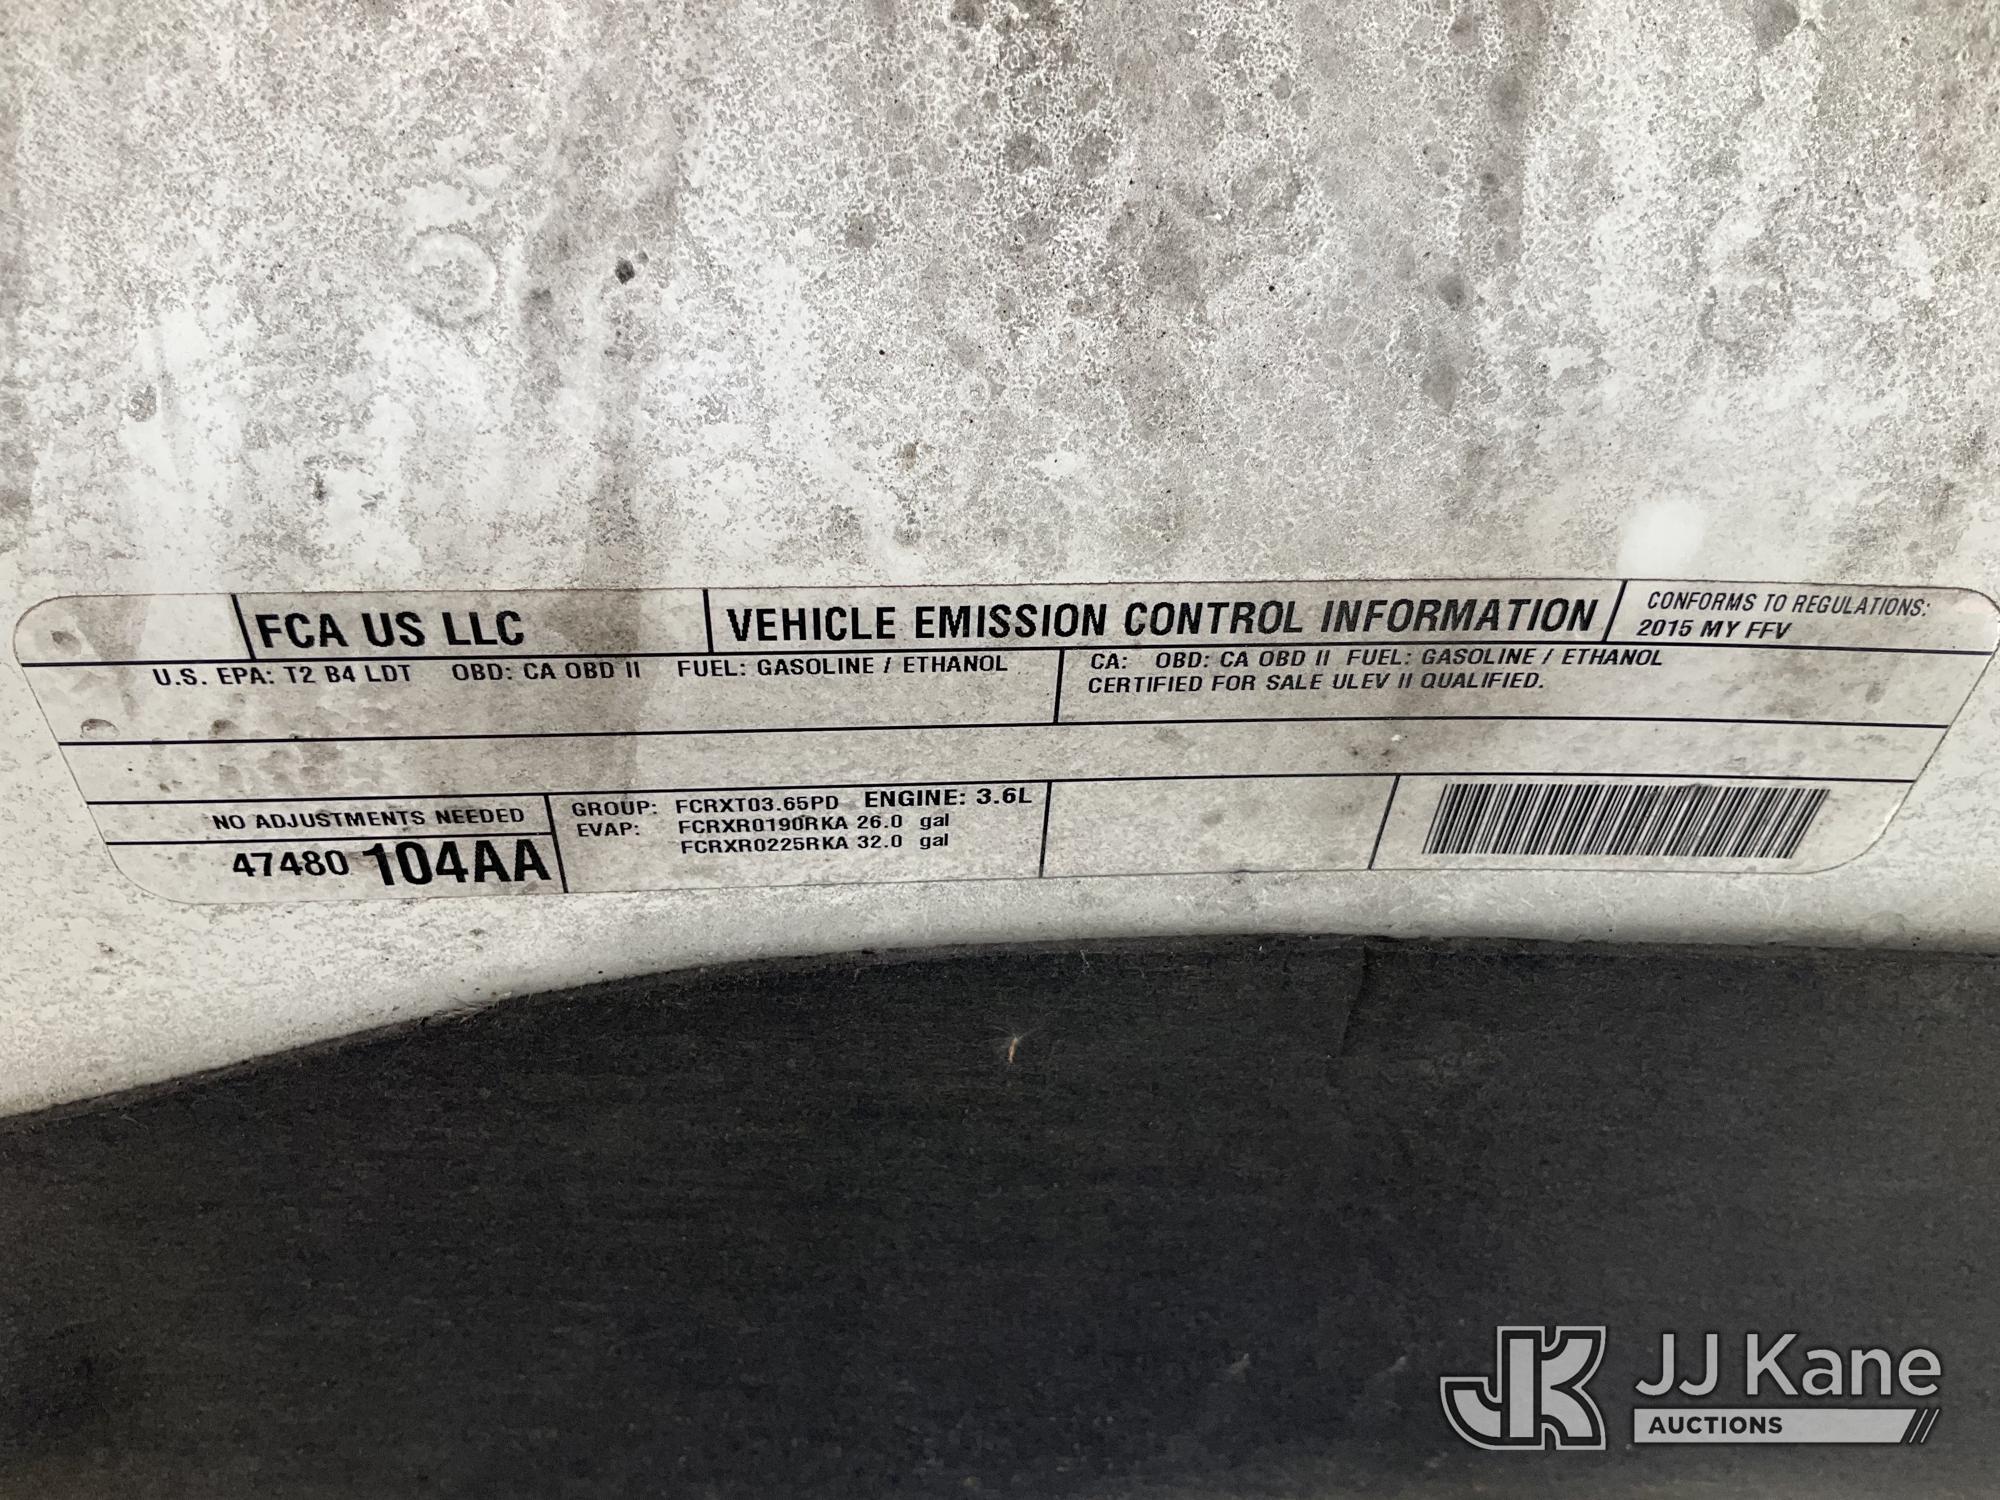 FCA US LLC
VEHICLE EMISSION CONTROL INFORMATION
CONFORMS TO REGULATIONS:
2015 MY FFV
U.S. EPA: T2 B4 LDT OBD: CA OBD II FUEL: GASOLINE / ETHANOL
CA: OBD: CA OBD II FUEL: GASOLINE / ETHANOL
CERTIFIED FOR SALE ULEV II QUALIFIED.
NO ADJUSTMENTS NEEDED
47480 104AA
GROUP: FCRXT03.65PD ENGINE: 3.6L
EVAP: FCRXR0190RKA 26.0 gal
FCRXR0225RKA 32.0 gal
JK JJ Kane
AUCTIONS